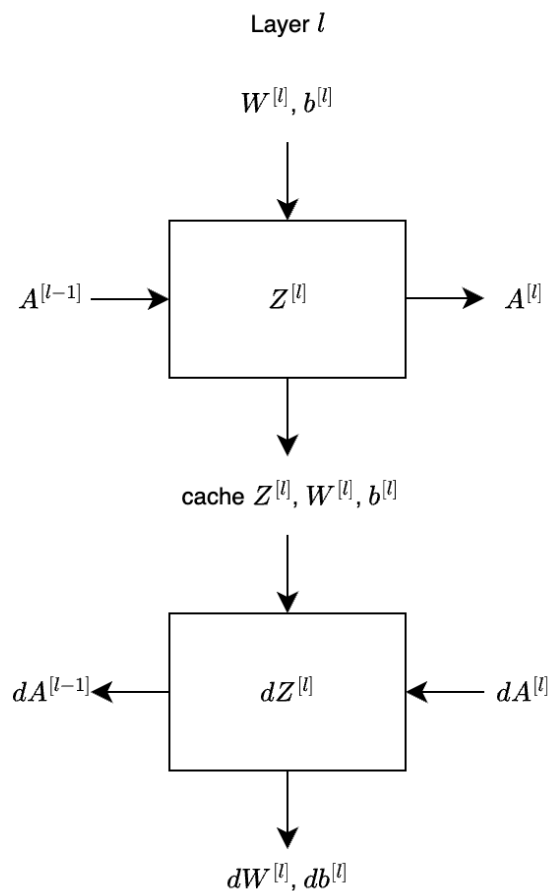 Layer l
W^[l], b^[l]
A^[l−1] Z^[l] A^[l]
cache Z^[l], W^[l], b^[l]
dA^[l−1] dZ^[l] dA^[l]
dW^[l], db^[l]